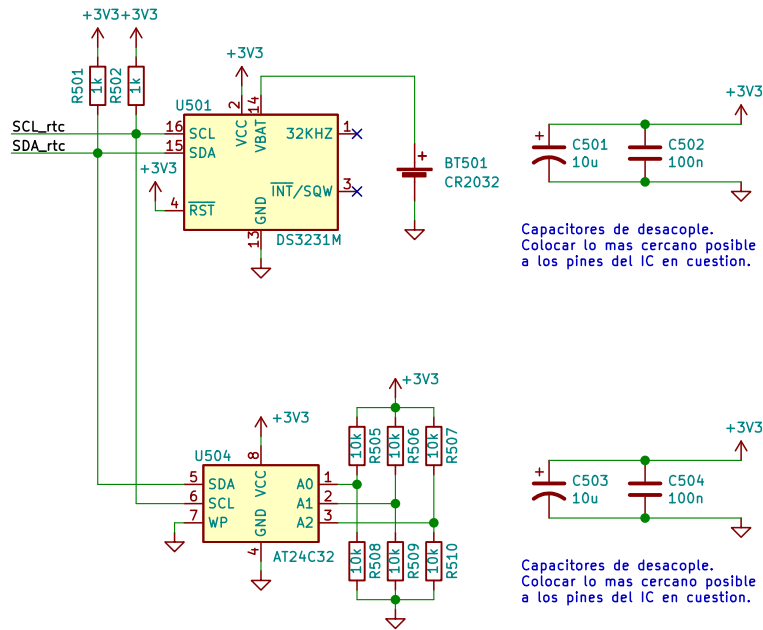 +3V3 +3V3
R501 1k
R502 1k
+3V3
U501
SCL_rtc
SDA_rtc
16 SCL
15 SDA
2 VCC
14 VBAT
32KHZ 1
INT/SQW 3
+3V3
4 RST
13 GND
DS3231M
BT501
CR2032
+3V3
C501
10u
C502
100n
Capacitores de desacople.
Colocar lo mas cercano posible
a los pines del IC en cuestion.
+3V3
+3V3
U504
8 VCC
5 SDA
6 SCL
7 WP
4 GND
A0 1
A1 2
A2 3
AT24C32
10k R505
10k R506
10k R507
10k R508
10k R509
10k R510
+3V3
C503
10u
C504
100n
Capacitores de desacople.
Colocar lo mas cercano posible
a los pines del IC en cuestion.